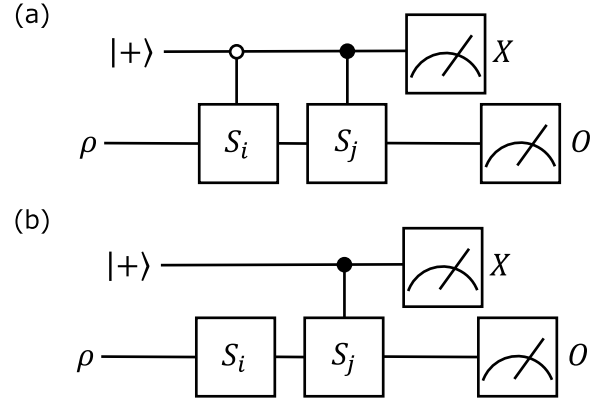 (a)
|+⟩ X
ρ S_i S_j O
(b)
|+⟩ X
ρ S_i S_j O